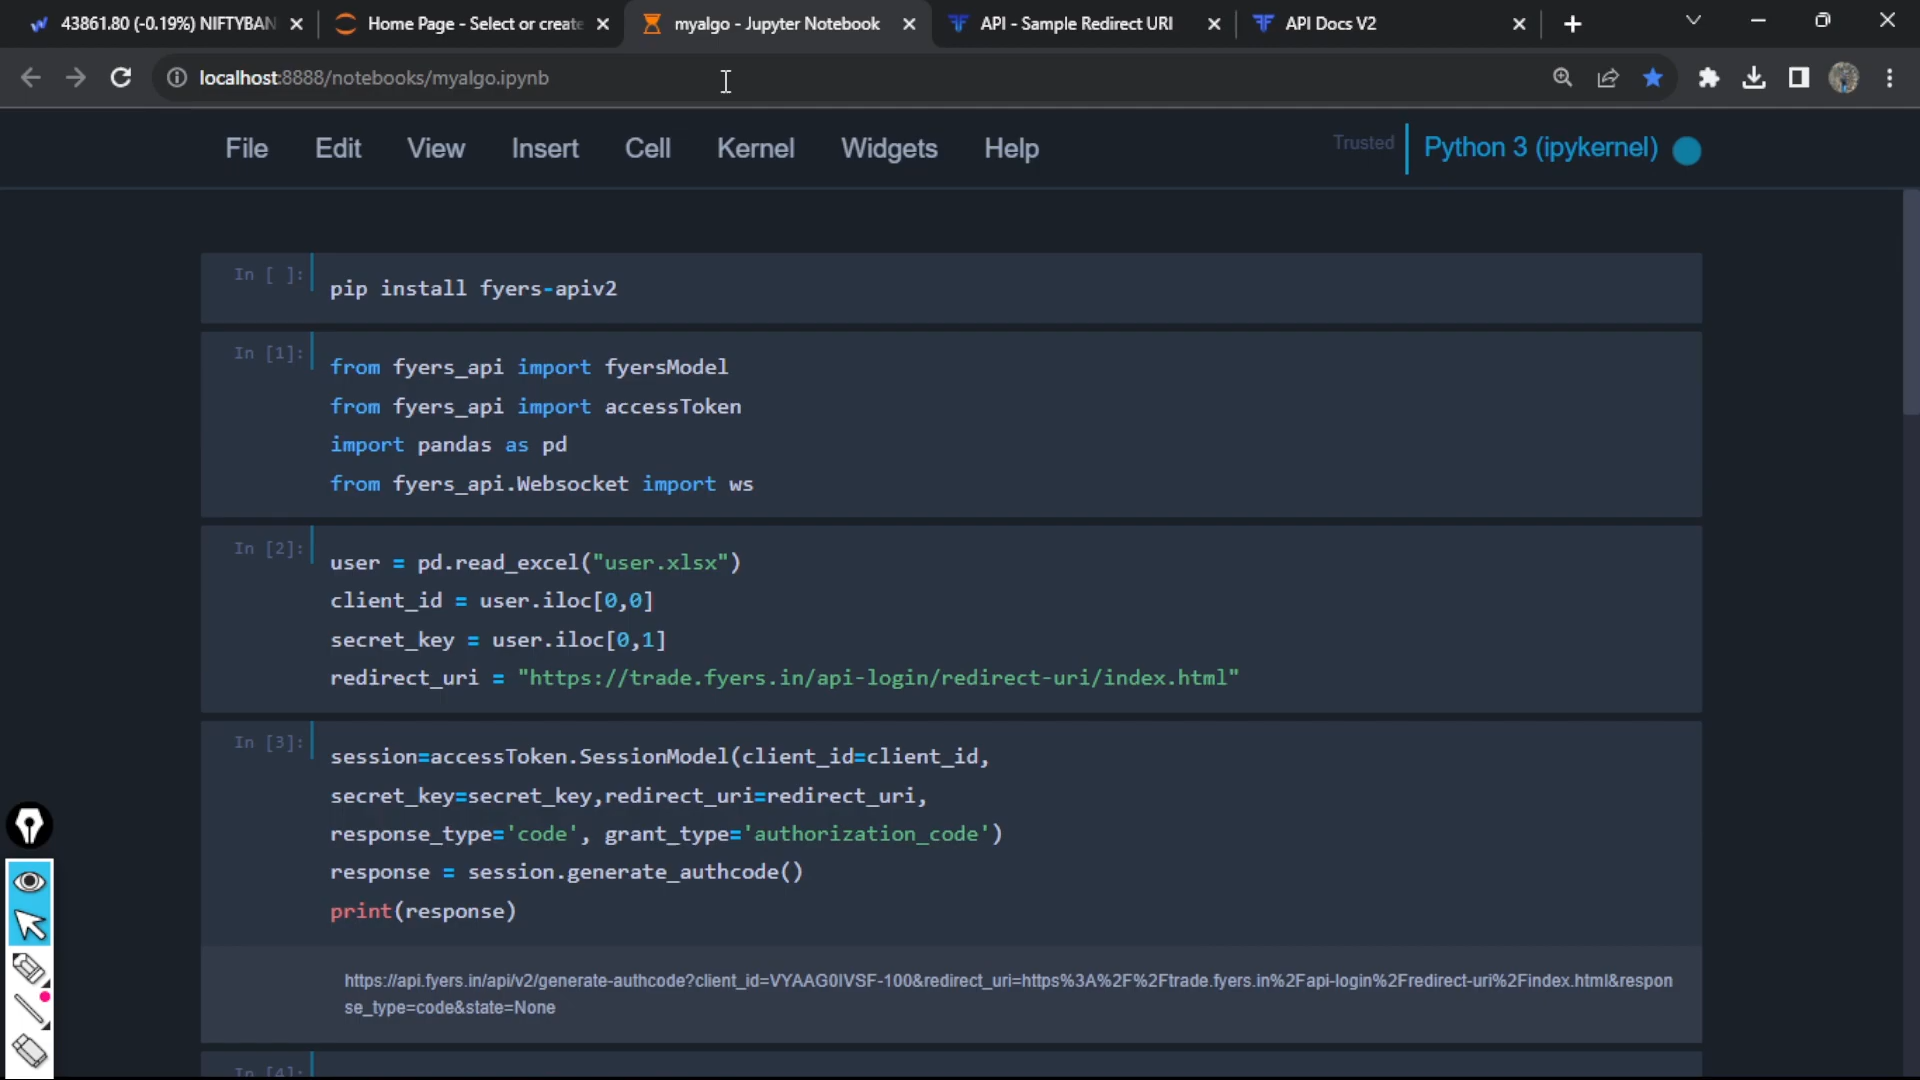 43861.80 (-0.19%) NIFTYBAN
Home Page - Select or create
myalgo - Jupyter Notebook
API - Sample Redirect URI
API Docs V2
localhost:8888/notebooks/myalgo.ipynb
File Edit View Insert Cell Kernel Widgets Help
Trusted
Python 3 (ipykernel)
In [ ]:
pip install fyers-apiv2
In [1]:
from fyers_api import fyersModel
from fyers_api import accessToken
import pandas as pd
from fyers_api.Websocket import ws
In [2]:
user = pd.read_excel("user.xlsx")
client_id = user.iloc[0,0]
secret_key = user.iloc[0,1]
redirect_uri = "https://trade.fyers.in/api-login/redirect-uri/index.html"
In [3]:
session=accessToken.SessionModel(client_id=client_id,
secret_key=secret_key,redirect_uri=redirect_uri,
response_type='code', grant_type='authorization_code')
response = session.generate_authcode()
print(response)
https://api.fyers.in/api/v2/generate-authcode?client_id=VYAAG0IVSF-100&redirect_uri=https%3A%2F%2Ftrade.fyers.in%2Fapi-login%2Fredirect-uri%2Findex.html&respon
se_type=code&state=None
In [4]: